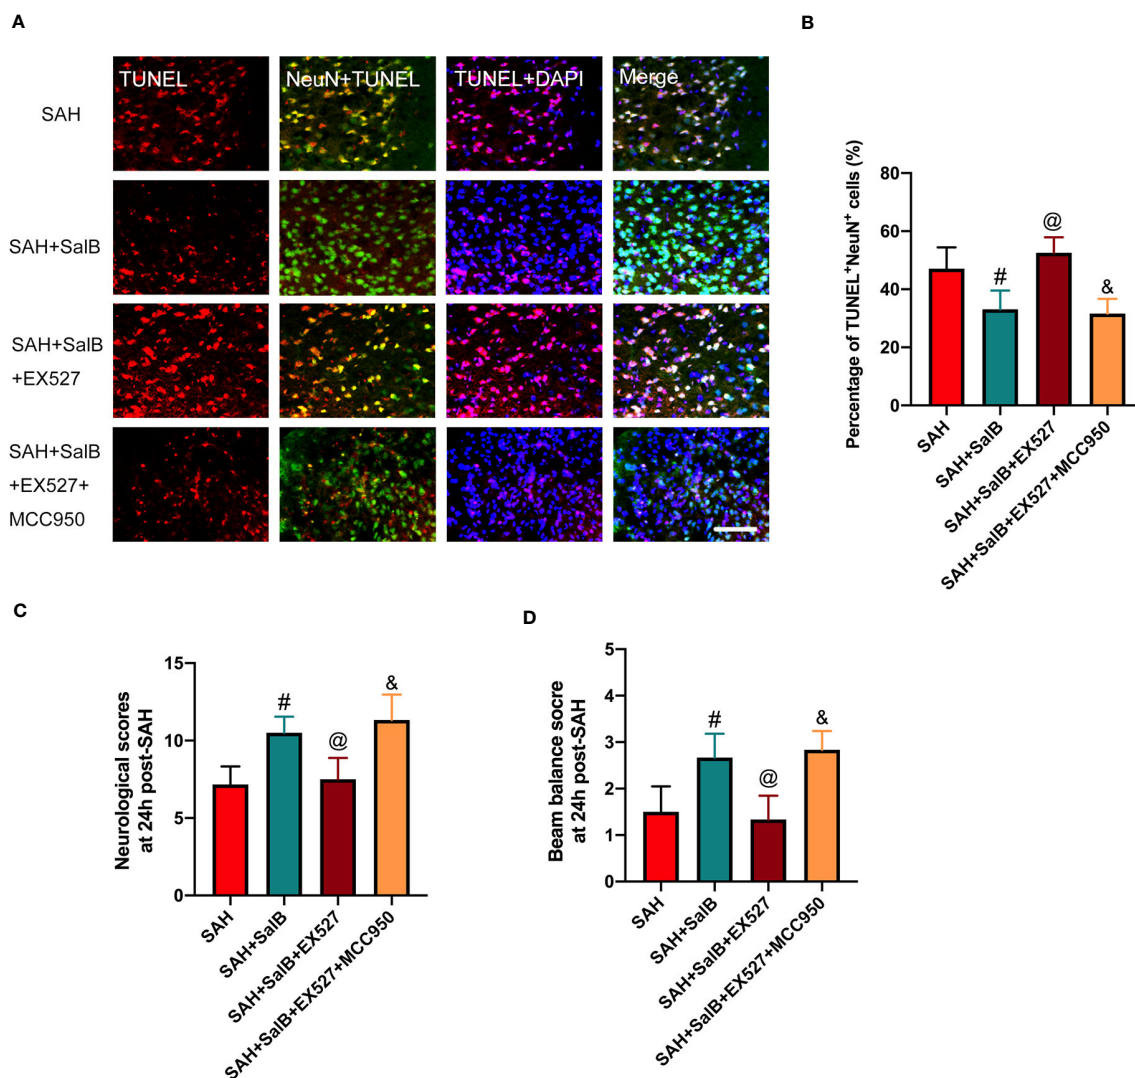 A
TUNEL NeuN+TUNEL TUNEL+DAPI Merge
SAH
SAH+SalB
SAH+SalB
+EX527
SAH+SalB
+EX527+
MCC950
B
Percentage of TUNEL⁺NeuN⁺ cells (%)
80
60
40
20
0
#
@
&
SAH
SAH+SalB
SAH+SalB+EX527
SAH+SalB+EX527+MCC950
C
Neurological scores
at 24h post-SAH
15
10
5
0
#
@
&
SAH
SAH+SalB
SAH+SalB+EX527
SAH+SalB+EX527+MCC950
D
Beam balance socre
at 24h post-SAH
5
4
3
2
1
0
#
@
&
SAH
SAH+SalB
SAH+SalB+EX527
SAH+SalB+EX527+MCC950